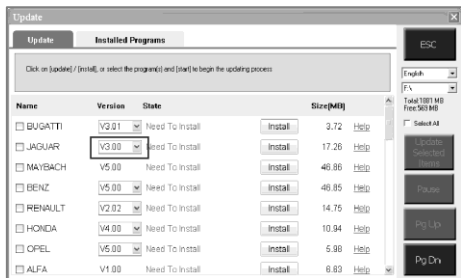 Update
Update Installed Programs
Click on [update] / [install], or select the program(s) and [start] to begin the updating process
Name Version State Size[MB]
BUGATTI V3.01 Need To Install Install 3.72 Help
JAGUAR V3.00 Need To Install Install 17.26 Help
MAYBACH V5.00 Need To Install Install 46.86 Help
BENZ V5.00 Need To Install Install 46.85 Help
RENAULT V2.02 Need To Install Install 14.75 Help
HONDA V4.00 Need To Install Install 10.94 Help
OPEL V5.00 Need To Install Install 5.98 Help
ALFA V1.00 Need To Install Install 6.83 Help
ESC
English
F:\
Total:1001 MB
Free:569 MB
Select All
Update
Selected
Items
Pause
Pg Up
Pg Dn